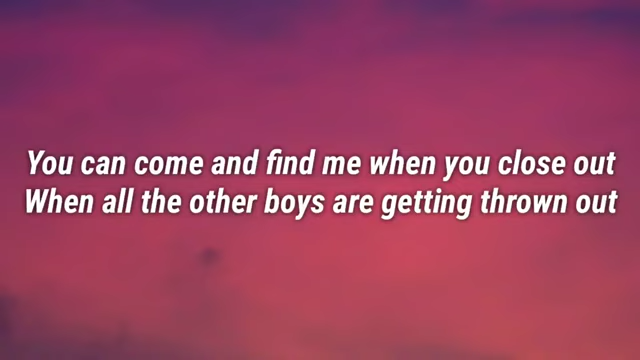 You can come and find me when you close out
When all the other boys are getting thrown out